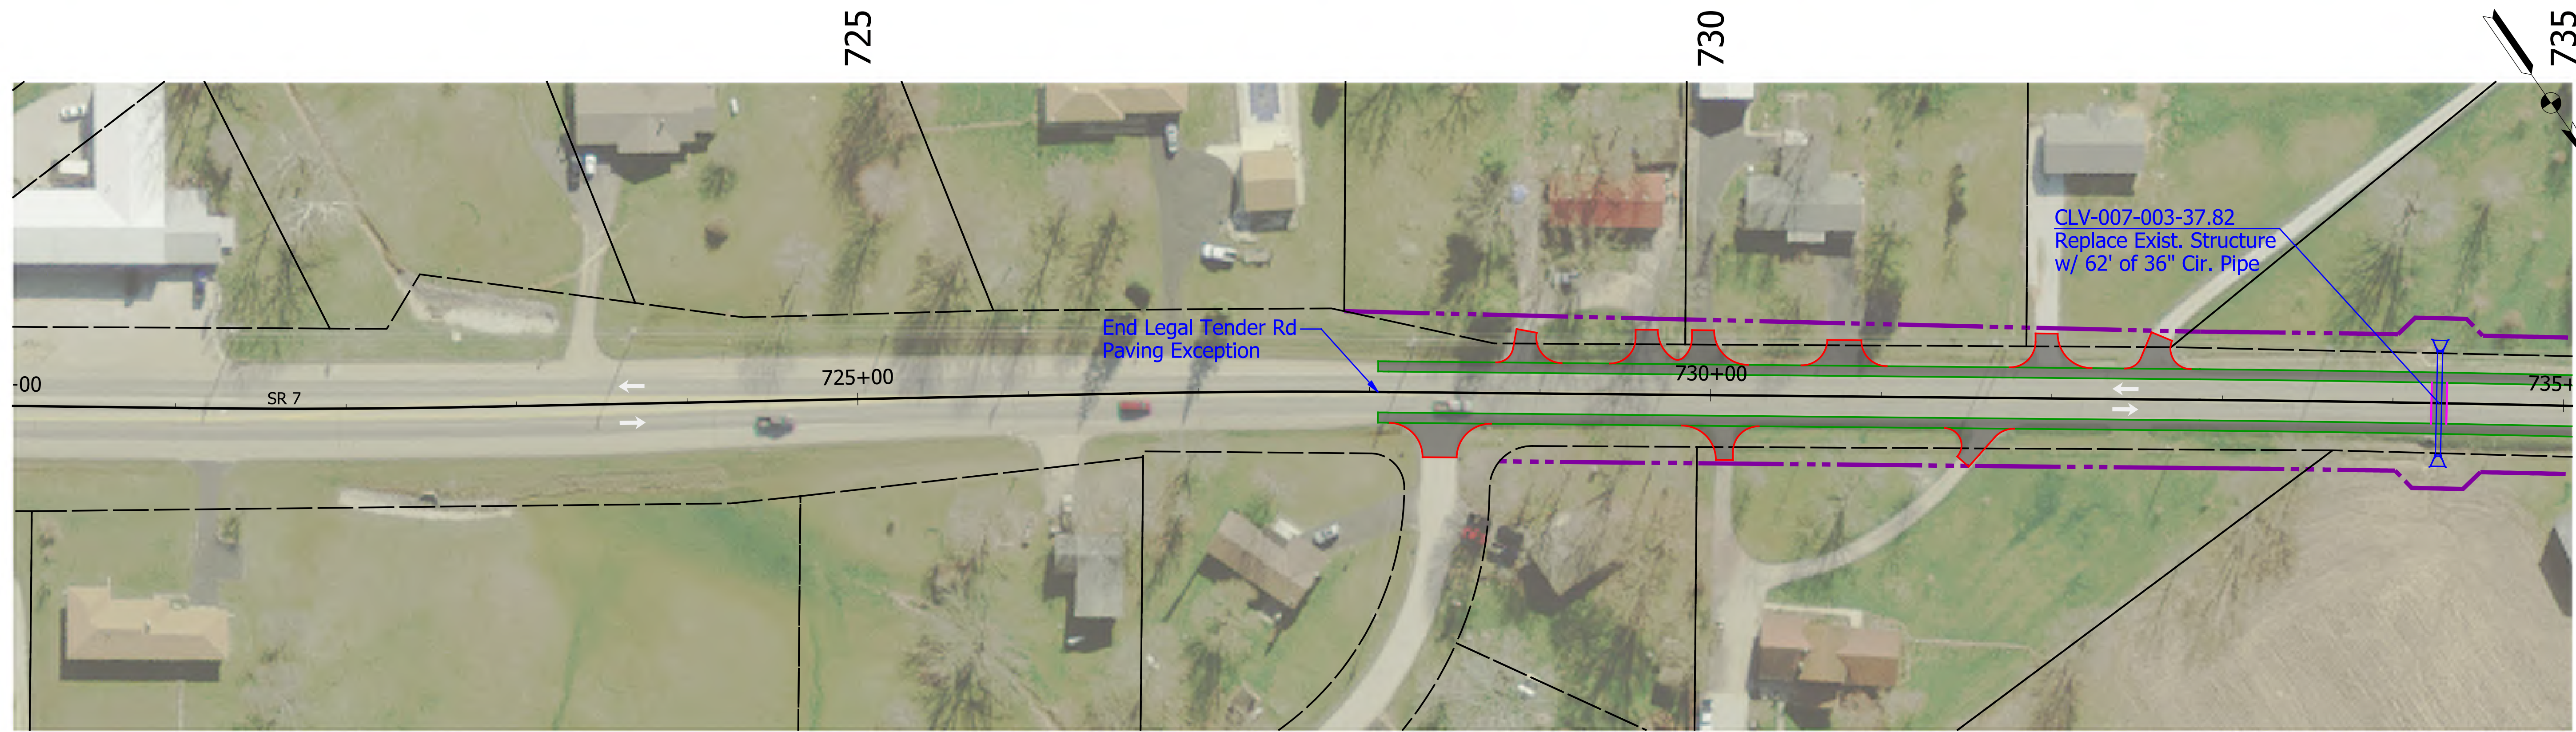 725
730
735
CLV-007-003-37.82
Replace Exist. Structure
w/ 62' of 36" Cir. Pipe
End Legal Tender Rd
Paving Exception
-00
SR 7
725+00
730+00
735+